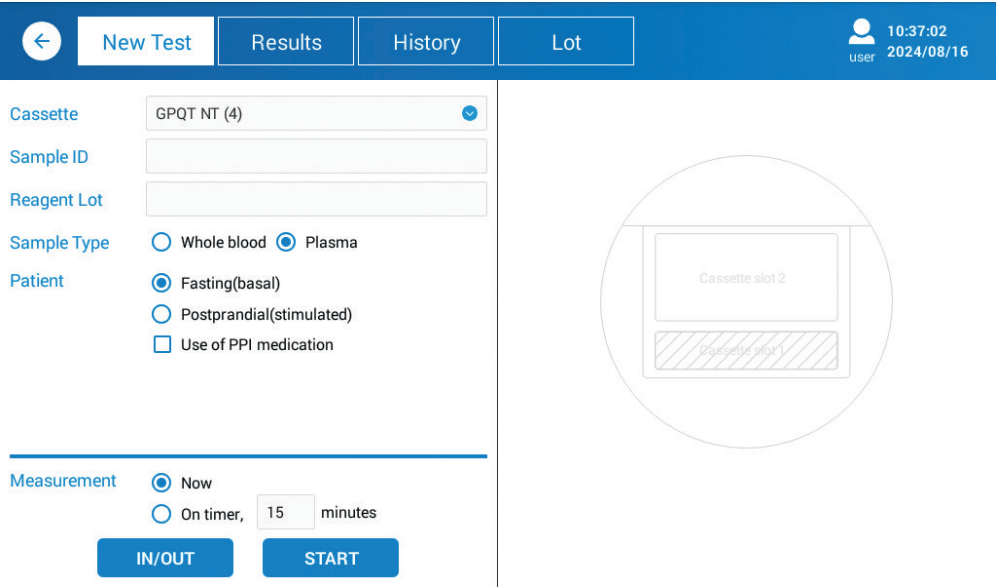 New Test
Results
History
Lot
user
10:37:02
2024/08/16
Cassette
GPQT NT (4)
Sample ID
Reagent Lot
Sample Type
Whole blood
Plasma
Patient
Fasting(basal)
Postprandial(stimulated)
Use of PPI medication
Measurement
Now
On timer, 15 minutes
IN/OUT
START
Cassette slot 2
Cassette slot 1